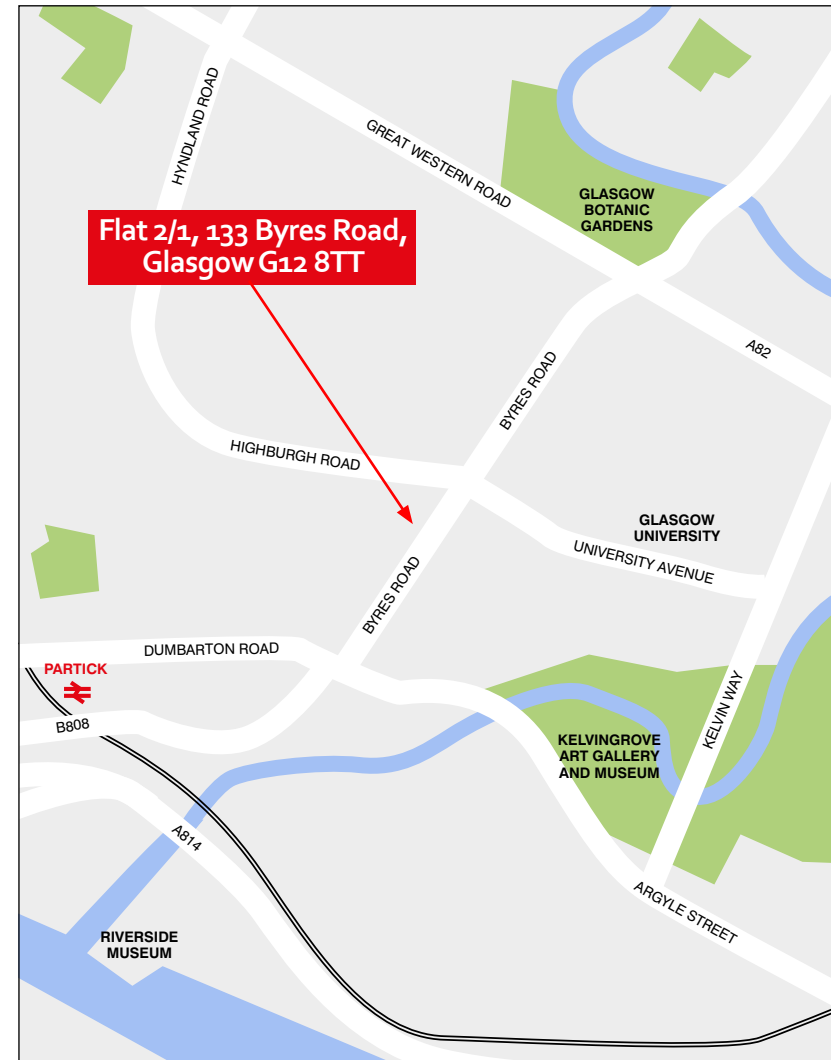 HYNDLAND ROAD
GREAT WESTERN ROAD
GLASGOW
BOTANIC
GARDENS
Flat 2/1, 133 Byres Road,
Glasgow G12 8TT
A82
BYRES ROAD
HIGHBURGH ROAD
GLASGOW
UNIVERSITY
UNIVERSITY AVENUE
BYRES ROAD
DUMBARTON ROAD
PARTICK
B808
KELVIN WAY
KELVINGROVE
ART GALLERY
AND MUSEUM
A814
ARGYLE STREET
RIVERSIDE
MUSEUM